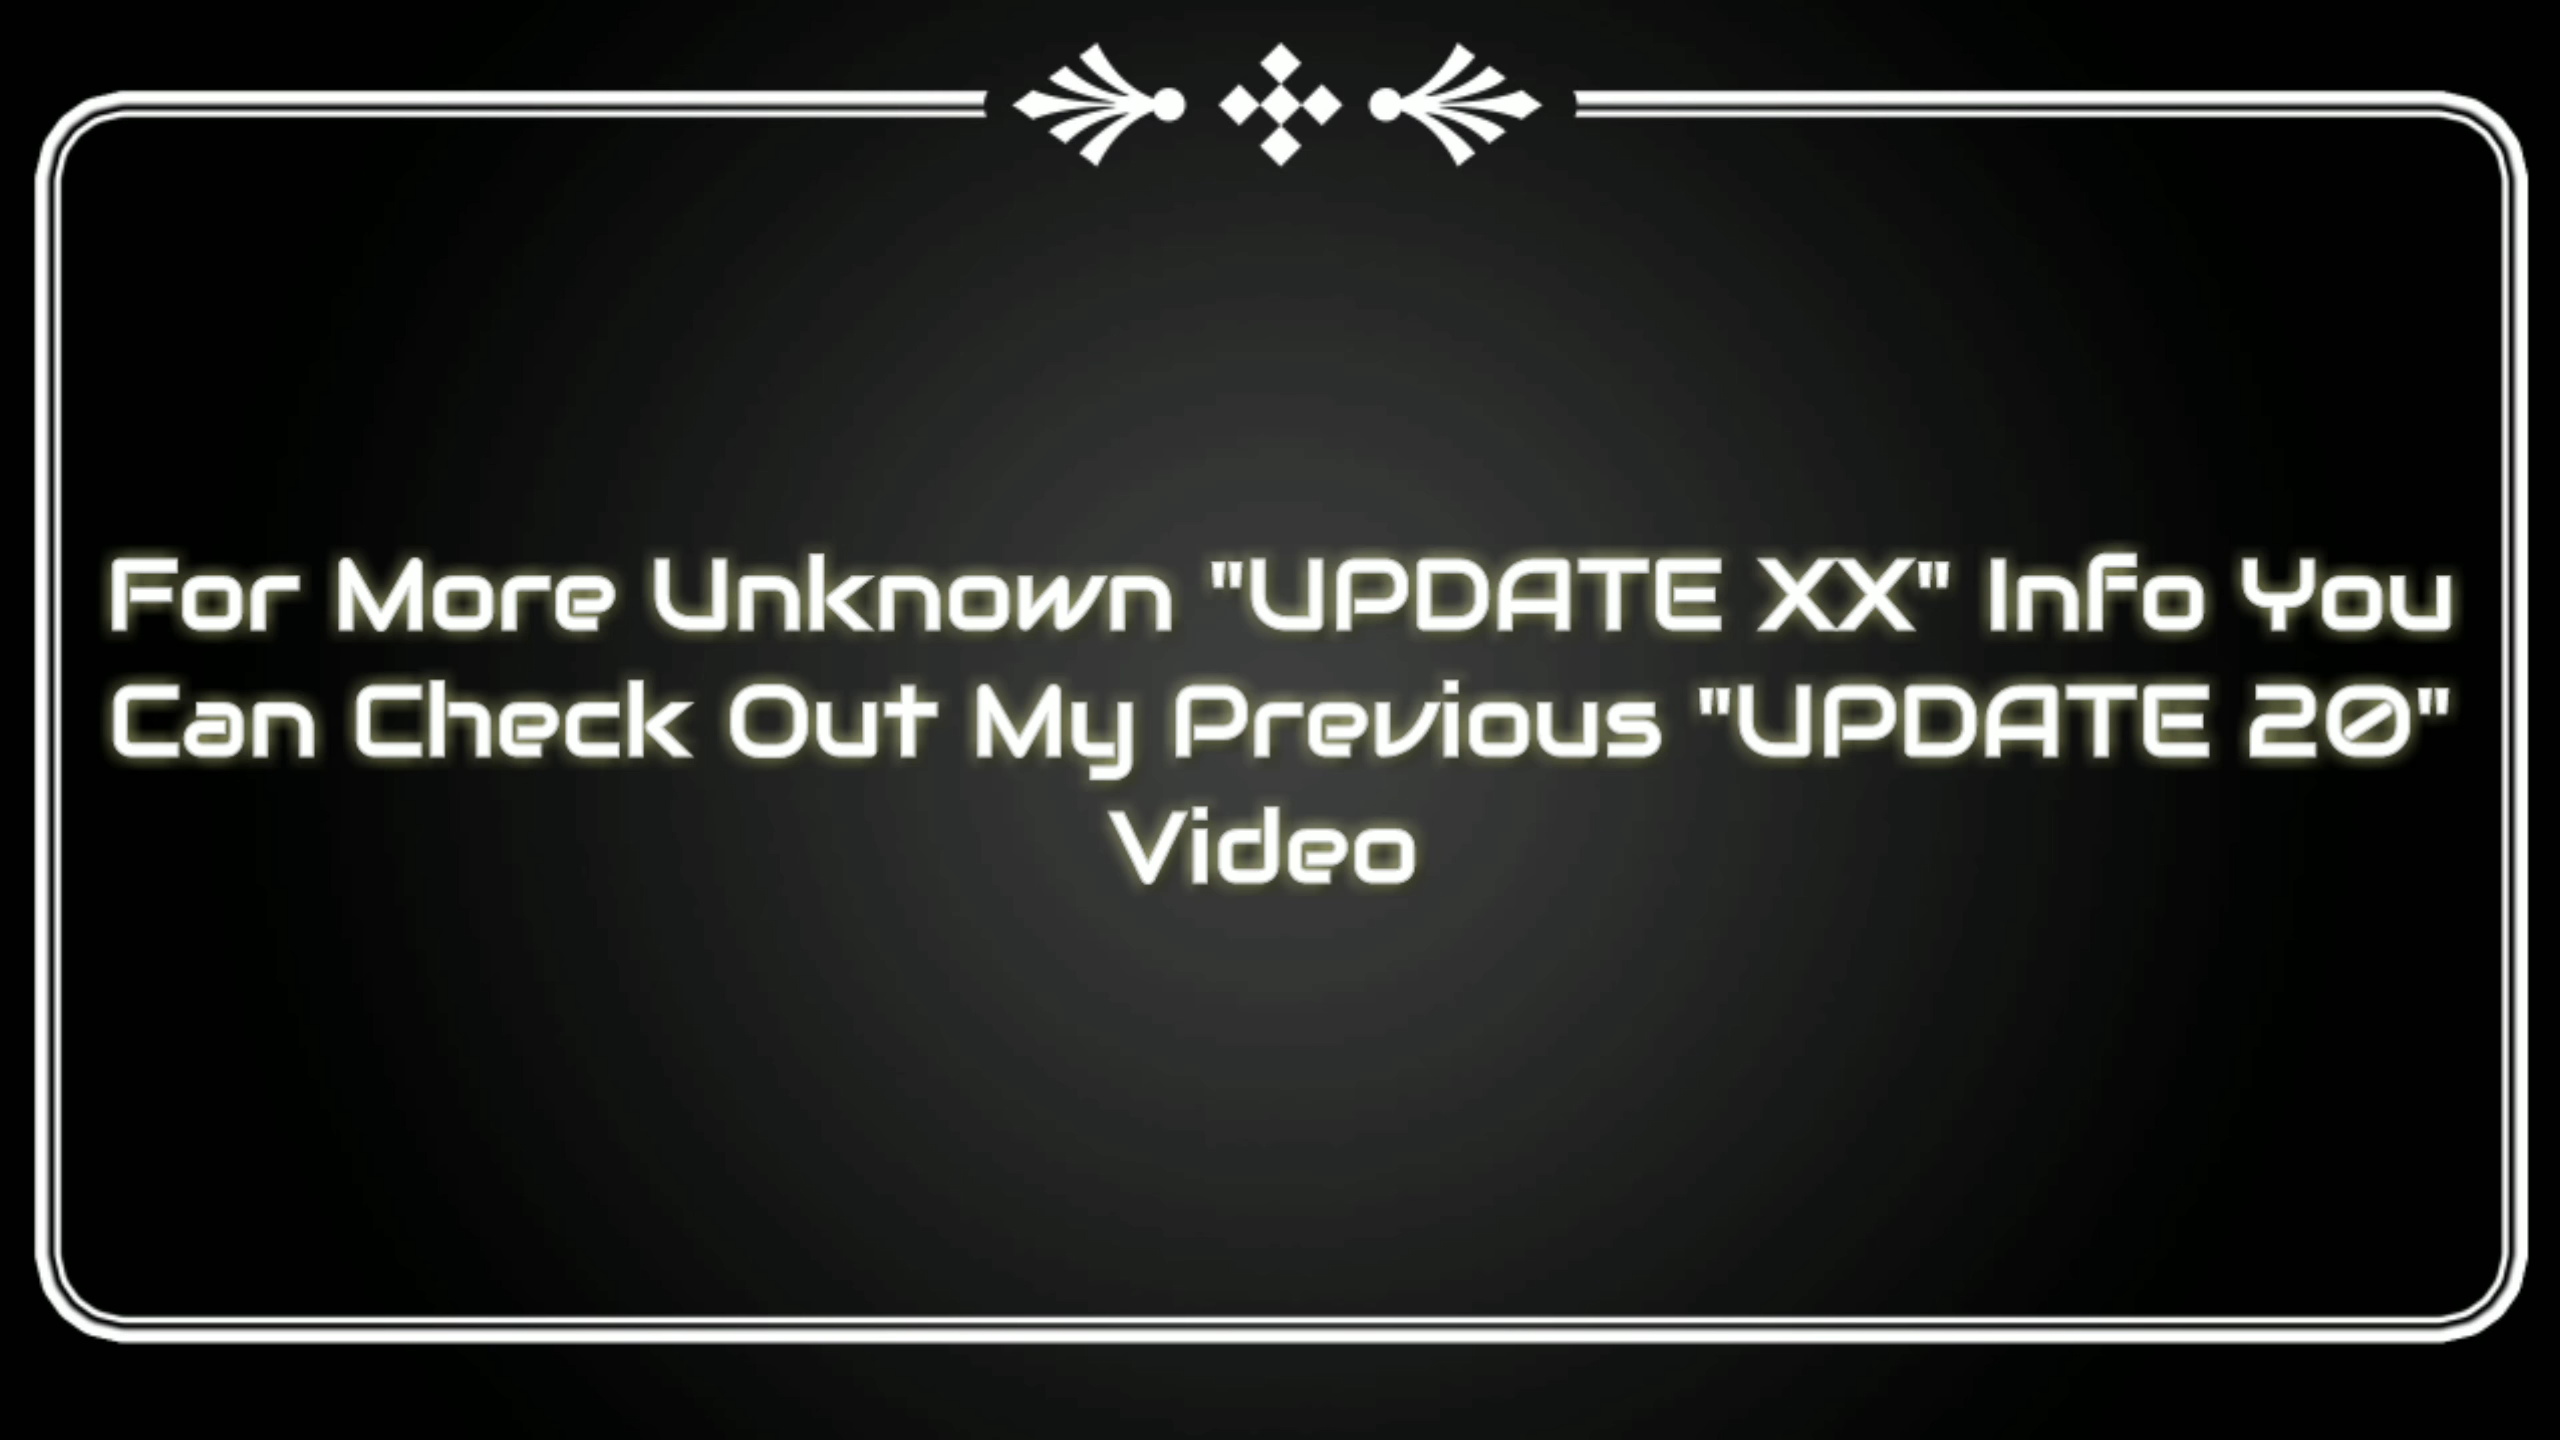 For More Unknown "UPDATE XX" Info You
Can Check Out My Previous "UPDATE 20"
Video